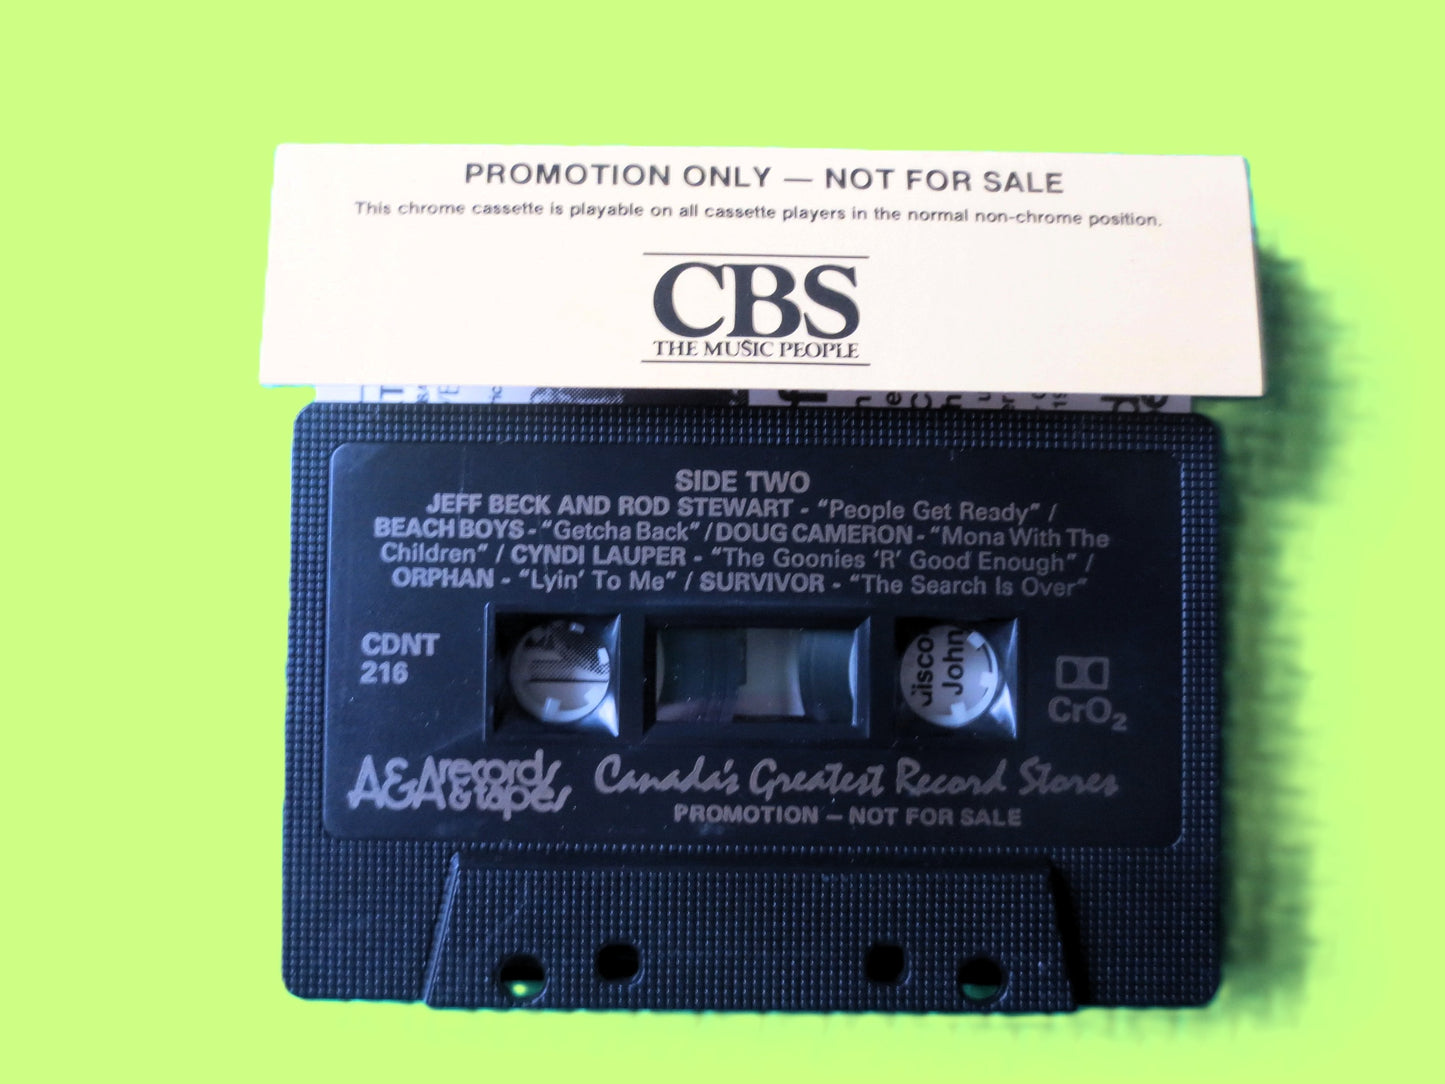 PROMOTION ONLY — NOT FOR SALE
This chrome cassette is playable on all cassette players in the normal non-chrome position.
CBS
THE MUSIC PEOPLE
SIDE TWO
JEFF BECK AND ROD STEWART - “People Get Ready” /
BEACH BOYS - “Getcha Back” / DOUG CAMERON - “Mona With The
Children” / CYNDI LAUPER - “The Goonies ‘R’ Good Enough” /
ORPHAN - “Lyin’ To Me” / SURVIVOR - “The Search Is Over”
CDNT
216
disco
John
CrO₂
A&A records & tapes
Canada's Greatest Record Stores
PROMOTION — NOT FOR SALE